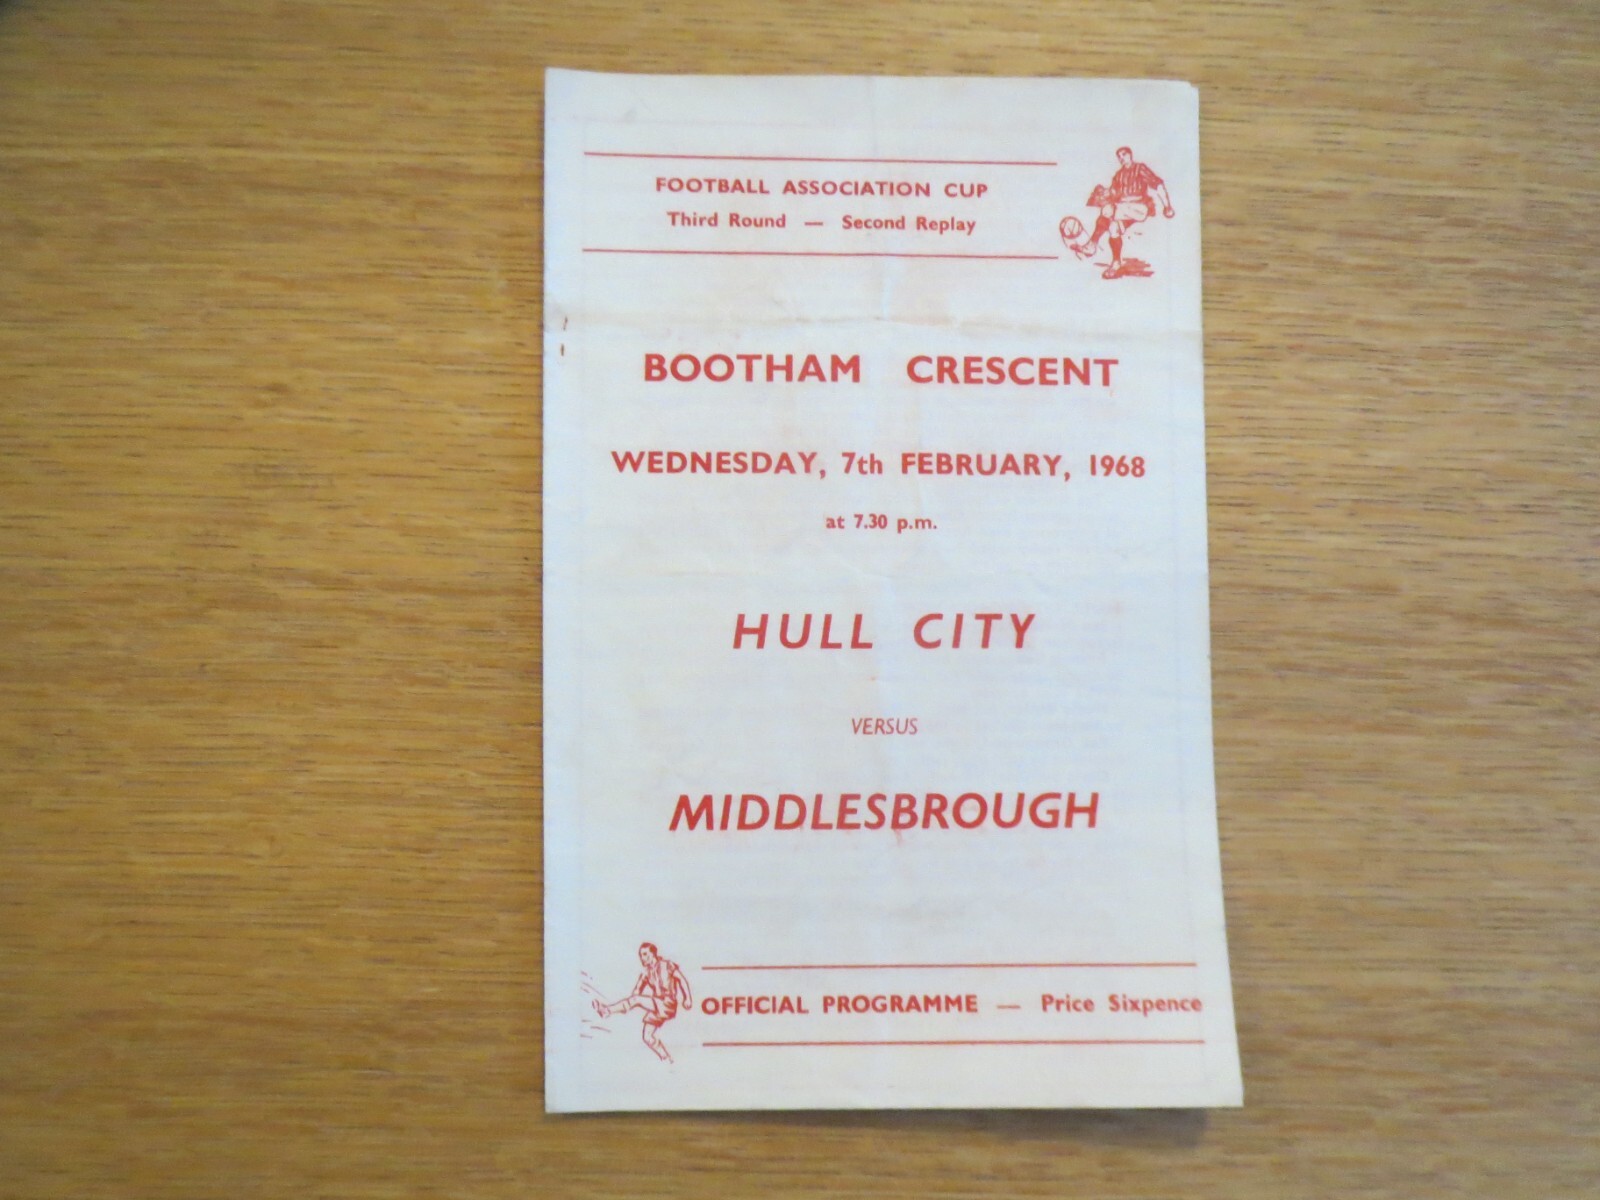 FOOTBALL ASSOCIATION CUP
Third Round — Second Replay
BOOTHAM CRESCENT
WEDNESDAY, 7th FEBRUARY, 1968
at 7.30 p.m.
HULL CITY
VERSUS
MIDDLESBROUGH
OFFICIAL PROGRAMME — Price Sixpence